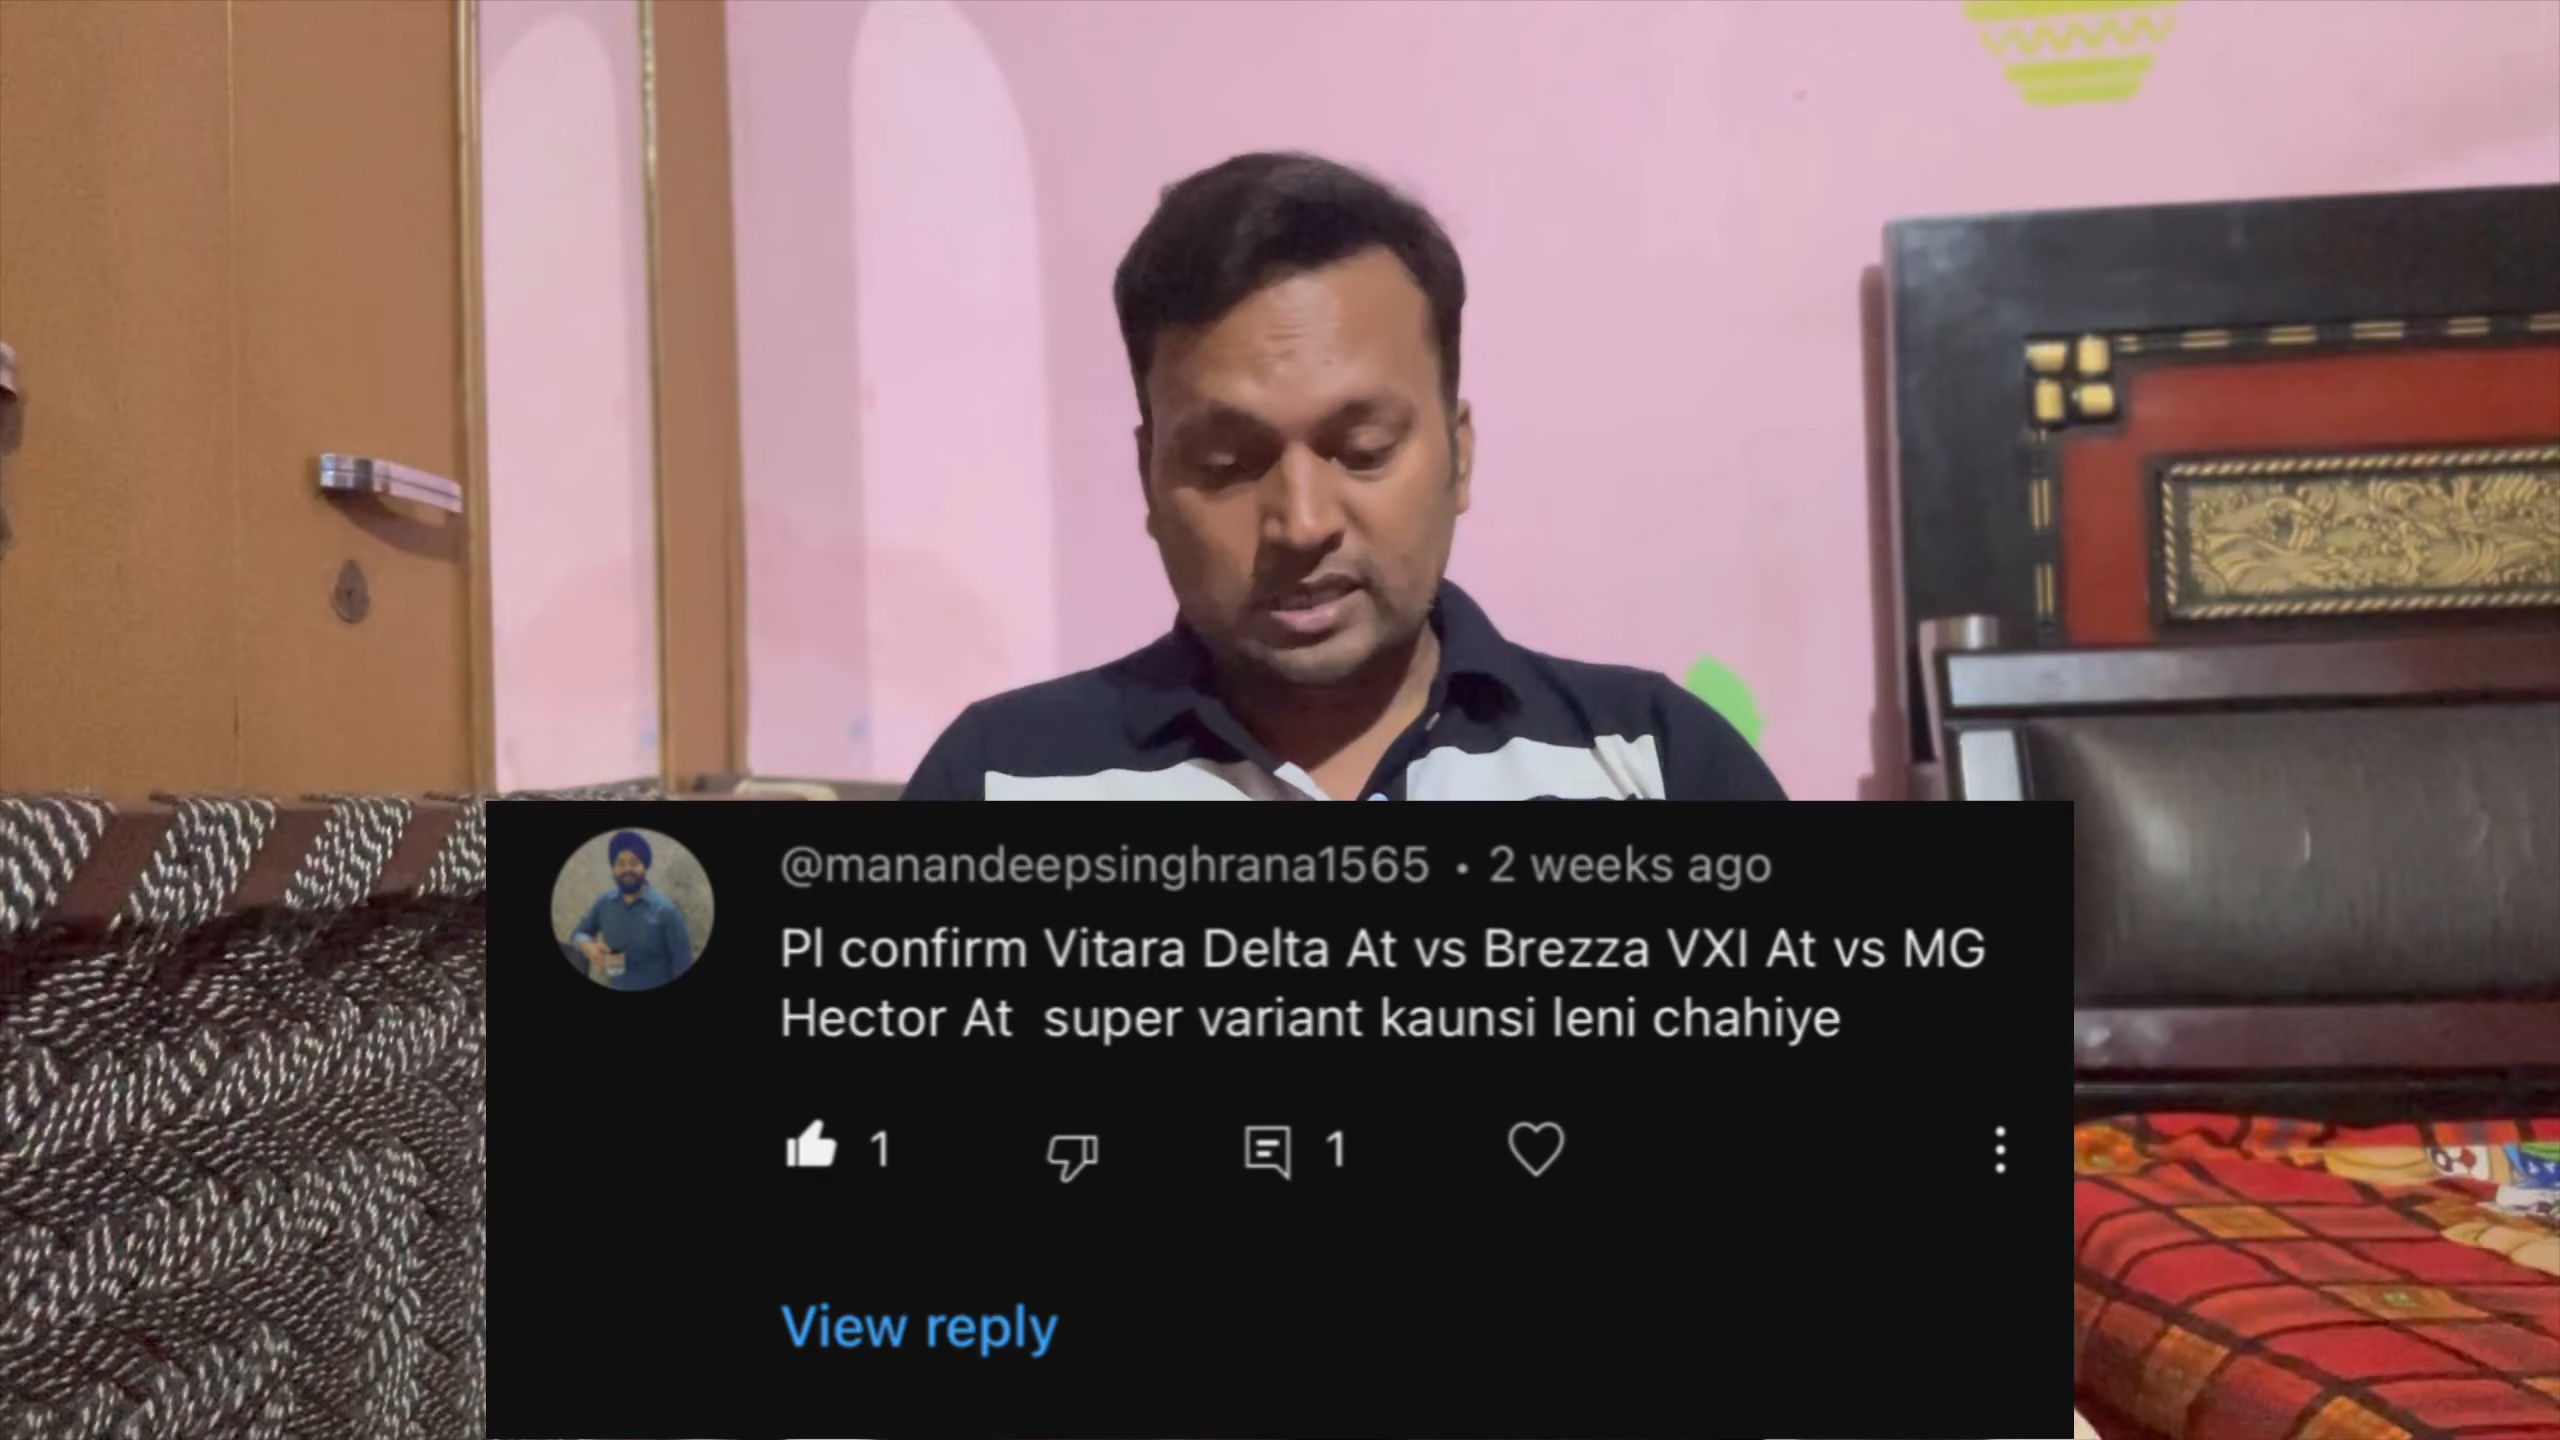 @manandeepsinghrana1565 • 2 weeks ago
Pl confirm Vitara Delta At vs Brezza VXI At vs MG
Hector At super variant kaunsi leni chahiye
1 1
View reply